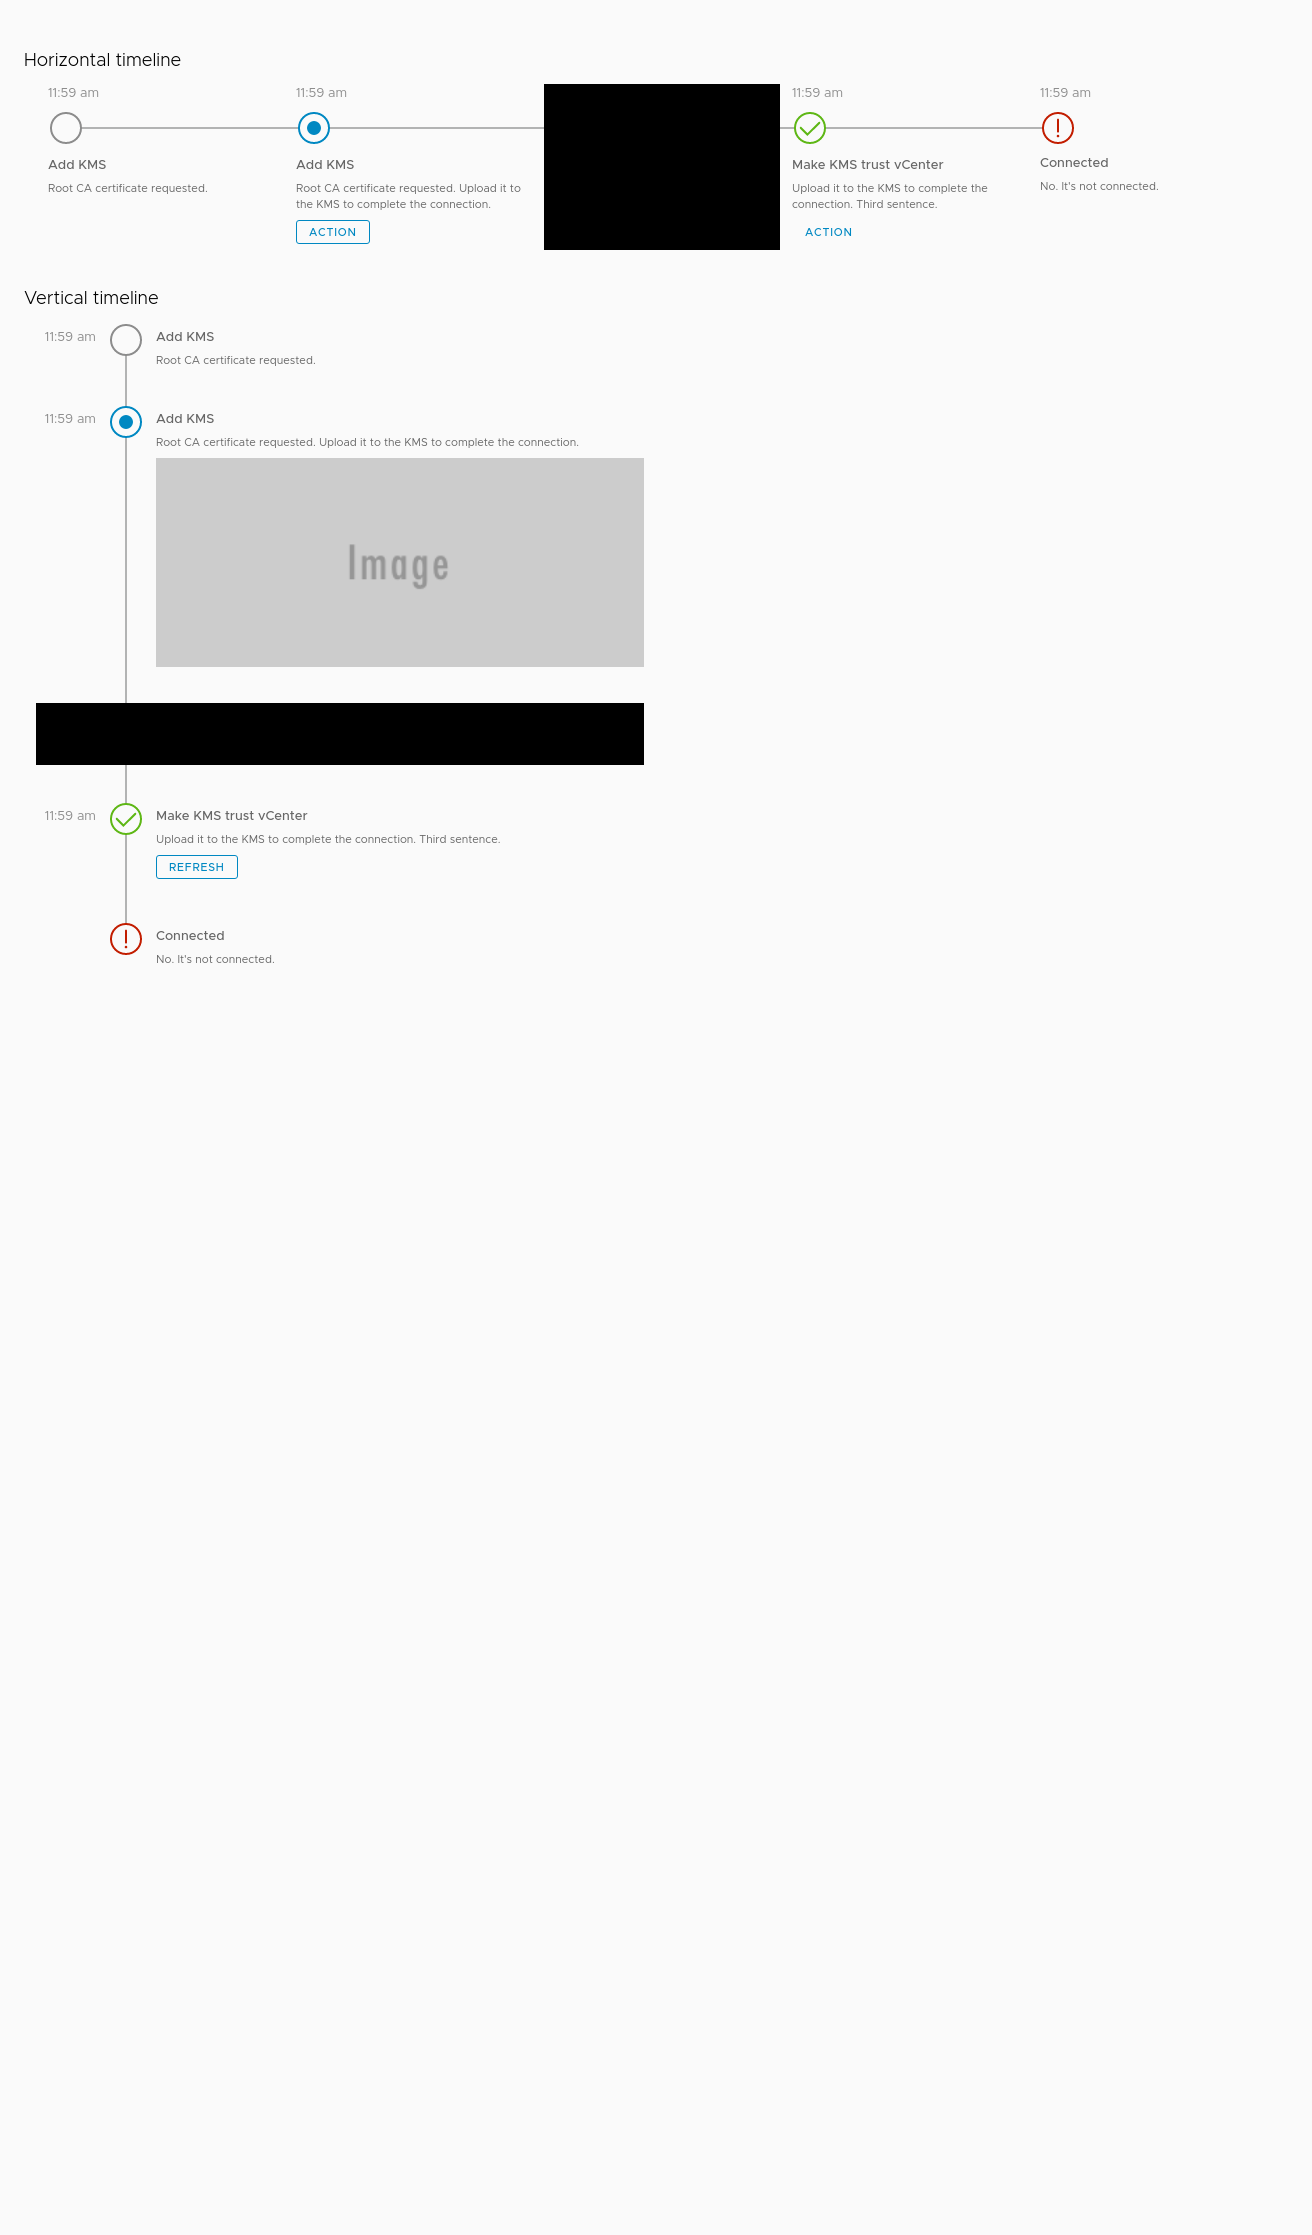 Horizontal timeline
11:59 am
11:59 am
11:59 am
11:59 am
Add KMS
Add KMS
Make KMS trust vCenter
Connected
Root CA certificate requested.
Root CA certificate requested. Upload it to
the KMS to complete the connection.
Upload it to the KMS to complete the
connection. Third sentence.
No. It's not connected.
ACTION
ACTION
Vertical timeline
11:59 am
Add KMS
Root CA certificate requested.
11:59 am
Add KMS
Root CA certificate requested. Upload it to the KMS to complete the connection.
Image
11:59 am
Make KMS trust vCenter
Upload it to the KMS to complete the connection. Third sentence.
REFRESH
Connected
No. It's not connected.